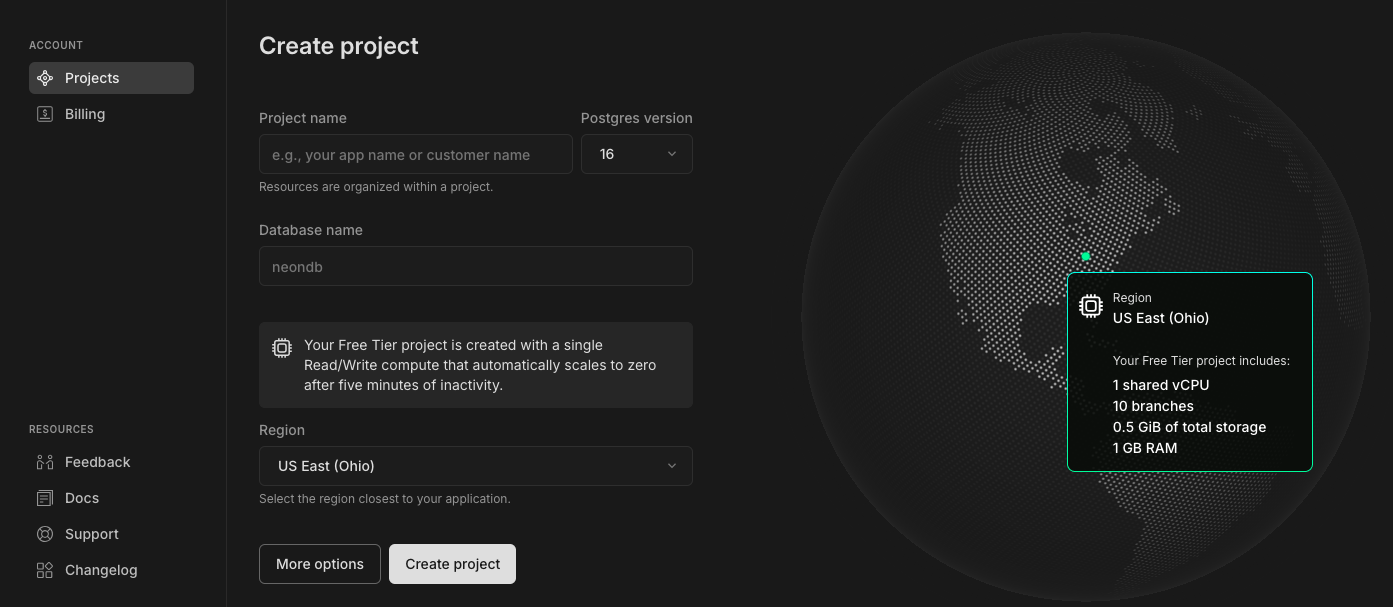 ACCOUNT
Projects
Billing
RESOURCES
Feedback
Docs
Support
Changelog
Create project
Project name
e.g., your app name or customer name
Resources are organized within a project.
Postgres version
16
Database name
neondb
Your Free Tier project is created with a single
Read/Write compute that automatically scales to zero
after five minutes of inactivity.
Region
US East (Ohio)
Select the region closest to your application.
More options
Create project
Region
US East (Ohio)
Your Free Tier project includes:
1 shared vCPU
10 branches
0.5 GiB of total storage
1 GB RAM